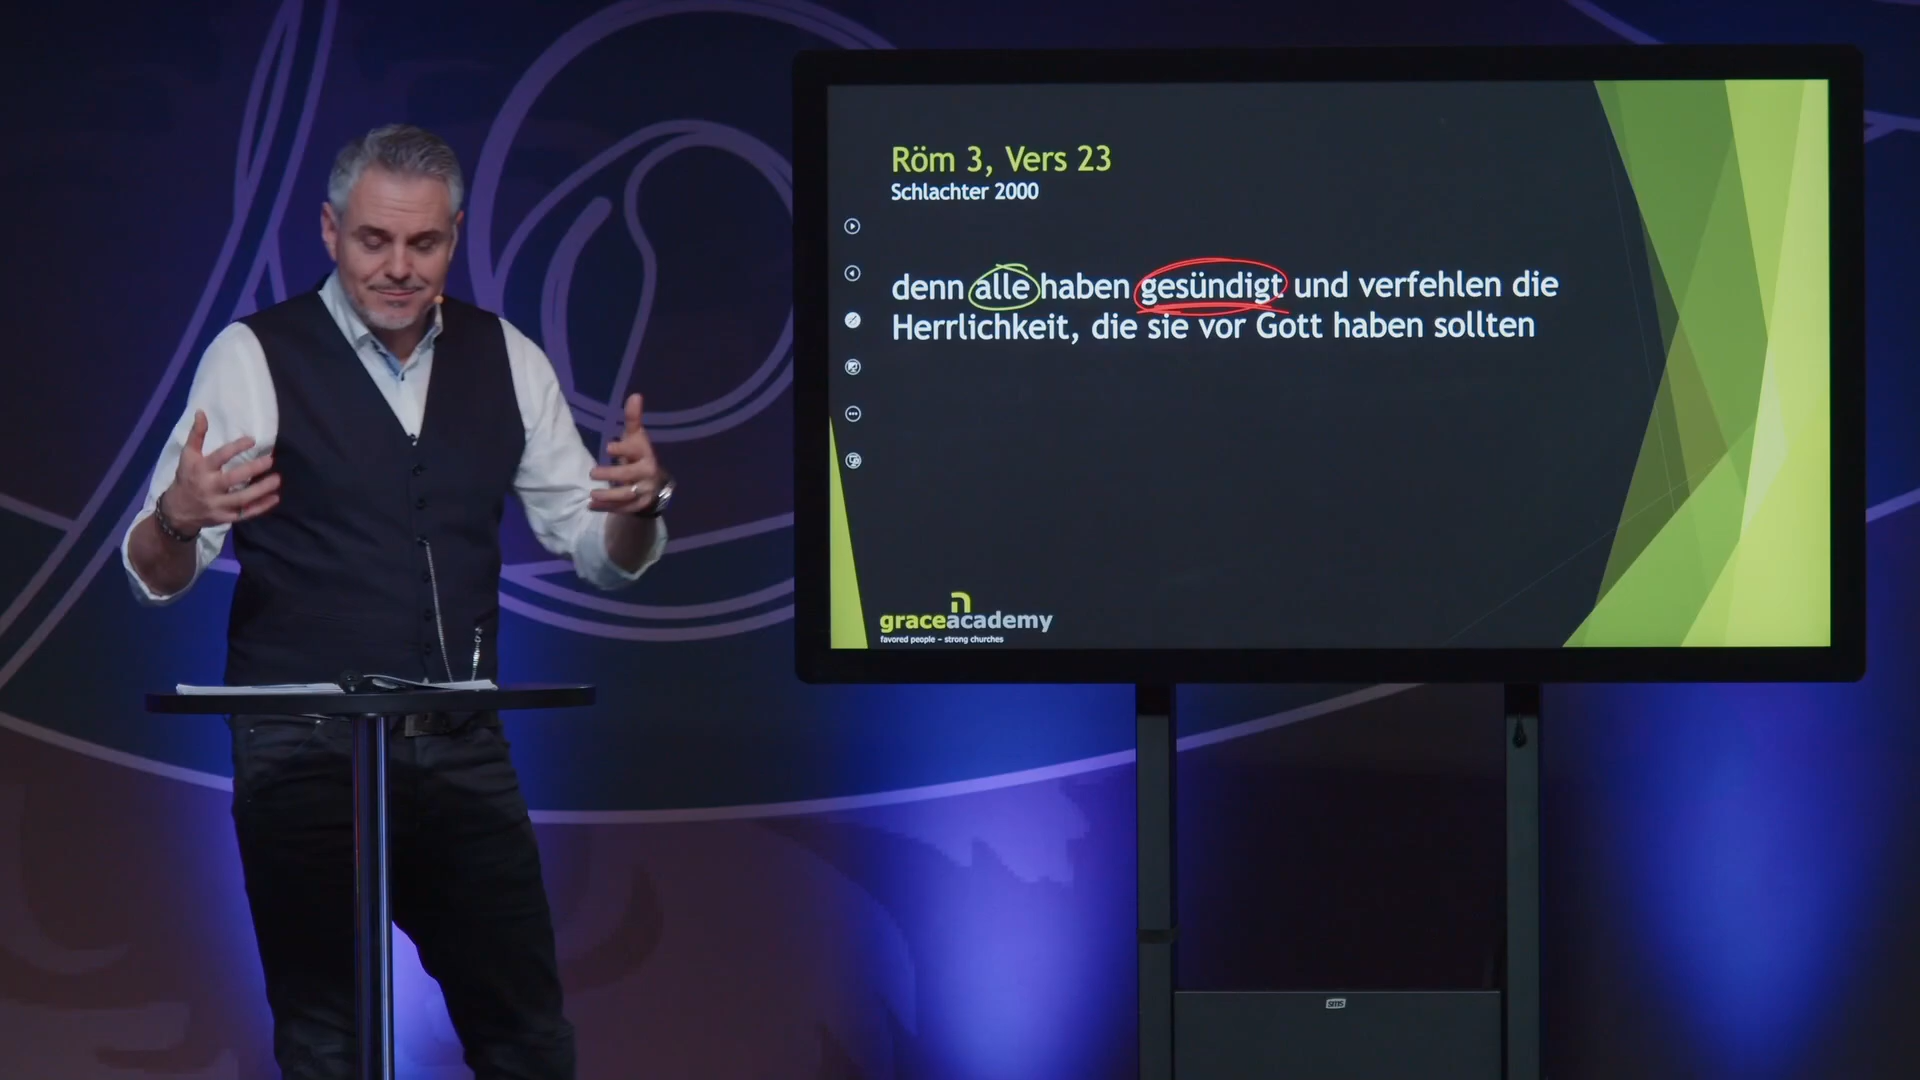 Röm 3, Vers 23
Schlachter 2000
denn alle haben gesündigt und verfehlen die
Herrlichkeit, die sie vor Gott haben sollten
graceacademy
favored people – strong churches
sms